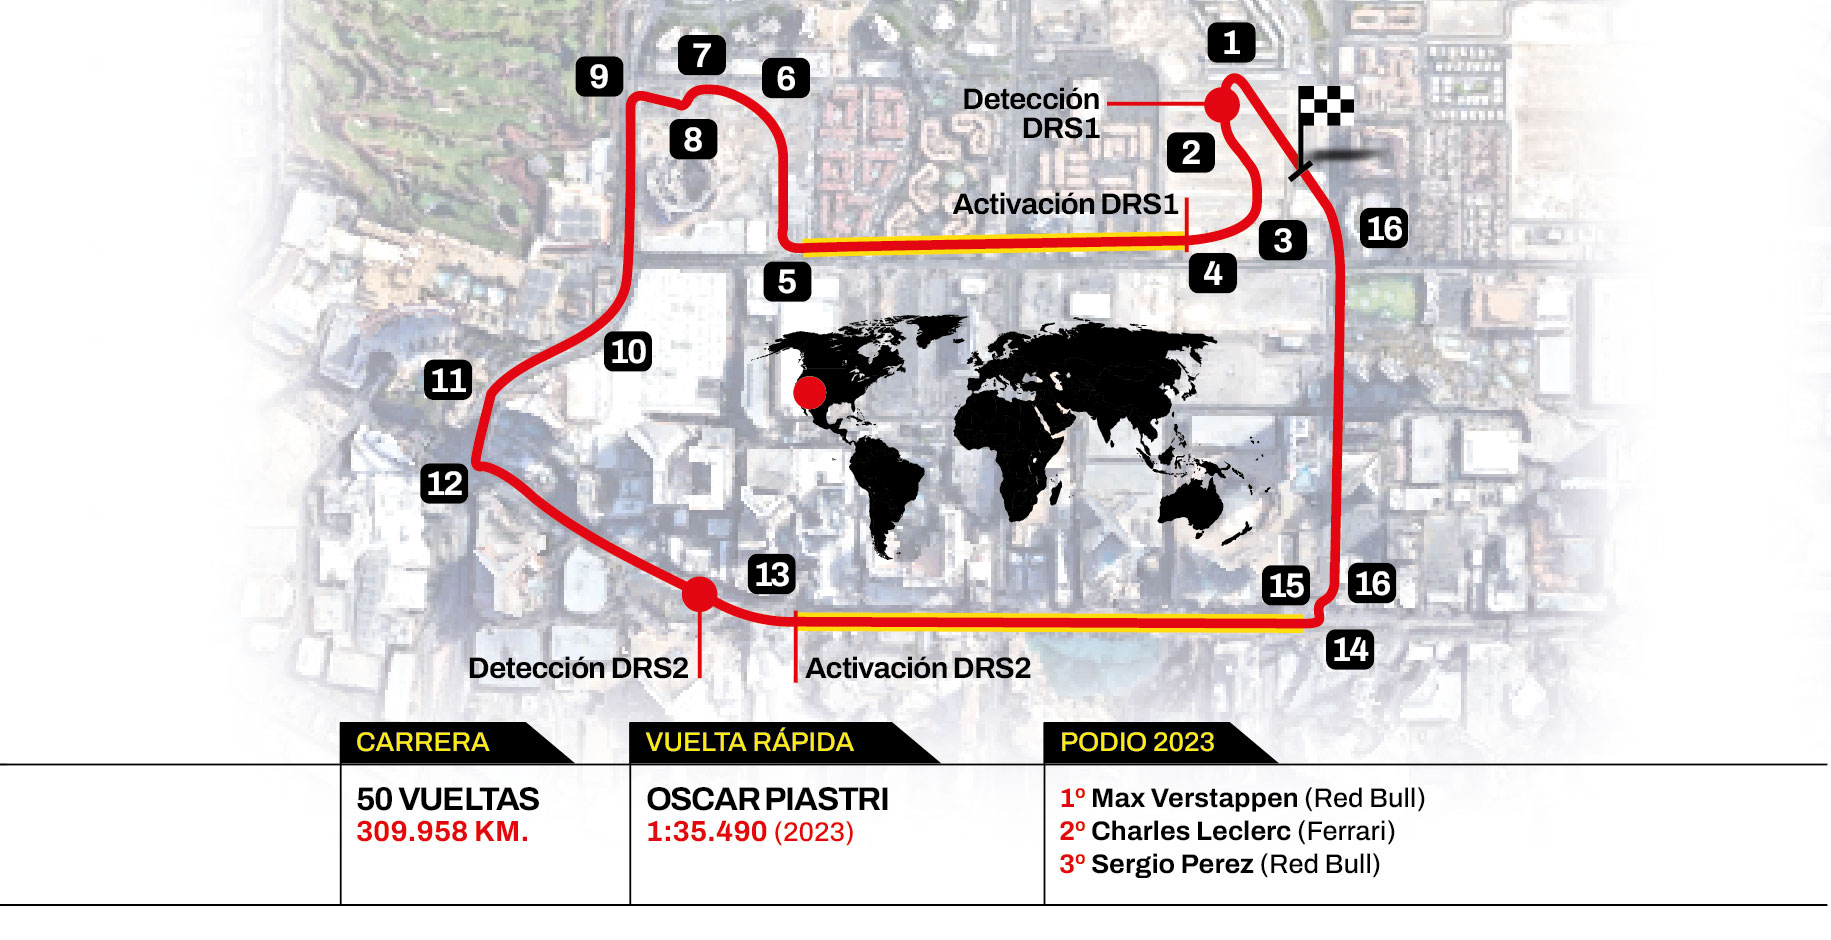 1
7
9
6
Detección
DRS1
8
2
Activación DRS1
16
3
4
5
10
11
12
13
15
16
14
Detección DRS2
Activación DRS2
CARRERA
50 VUELTAS
309.958 KM.
VUELTA RÁPIDA
OSCAR PIASTRI
1:35.490 (2023)
PODIO 2023
1º Max Verstappen (Red Bull)
2º Charles Leclerc (Ferrari)
3º Sergio Perez (Red Bull)